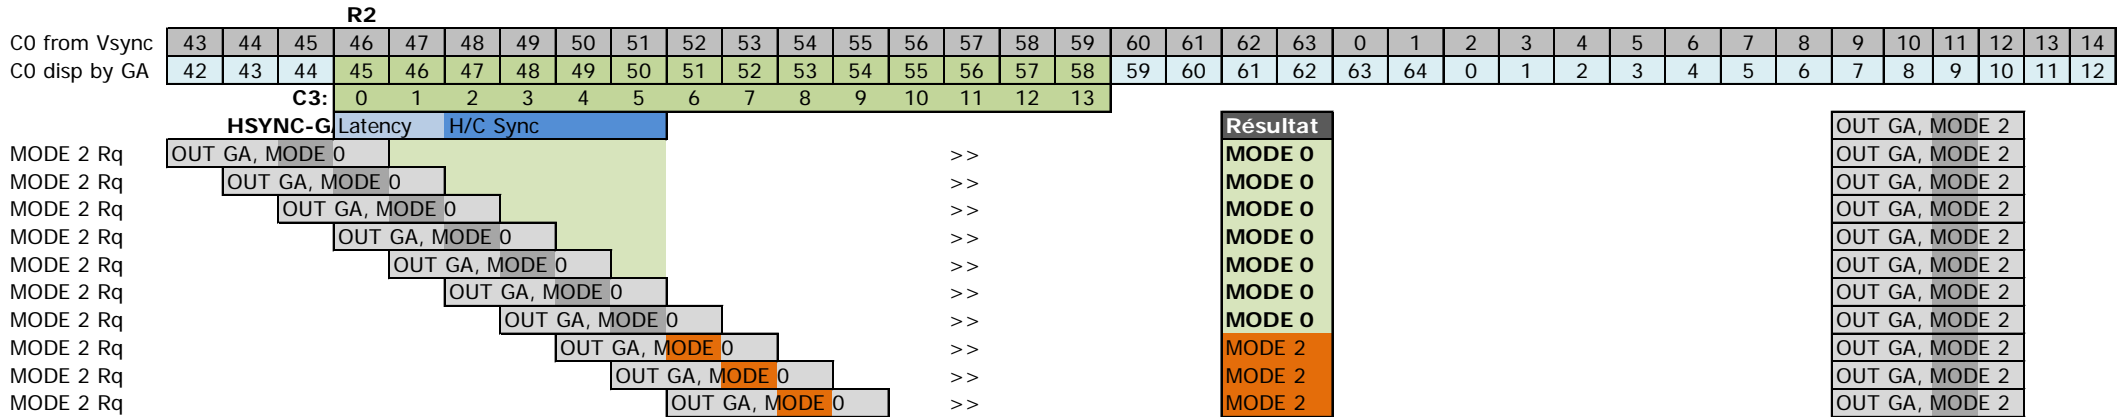 R2
C0 from Vsync 43 44 45 46 47 48 49 50 51 52 53 54 55 56 57 58 59 60 61 62 63 0 1 2 3 4 5 6 7 8 9 10 11 12 13 14
C0 disp by GA 42 43 44 45 46 47 48 49 50 51 52 53 54 55 56 57 58 59 60 61 62 63 64 0 1 2 3 4 5 6 7 8 9 10 11 12
C3: 0 1 2 3 4 5 6 7 8 9 10 11 12 13
HSYNC-G Latency H/C Sync Résultat OUT GA, MODE 2
MODE 2 Rq OUT GA, MODE 0 >> MODE 0 OUT GA, MODE 2
MODE 2 Rq OUT GA, MODE 0 >> MODE 0 OUT GA, MODE 2
MODE 2 Rq OUT GA, MODE 0 >> MODE 0 OUT GA, MODE 2
MODE 2 Rq OUT GA, MODE 0 >> MODE 0 OUT GA, MODE 2
MODE 2 Rq OUT GA, MODE 0 >> MODE 0 OUT GA, MODE 2
MODE 2 Rq OUT GA, MODE 0 >> MODE 0 OUT GA, MODE 2
MODE 2 Rq OUT GA, MODE 0 >> MODE 0 OUT GA, MODE 2
MODE 2 Rq OUT GA, MODE 0 >> MODE 2 OUT GA, MODE 2
MODE 2 Rq OUT GA, MODE 0 >> MODE 2 OUT GA, MODE 2
MODE 2 Rq OUT GA, MODE 0 >> MODE 2 OUT GA, MODE 2